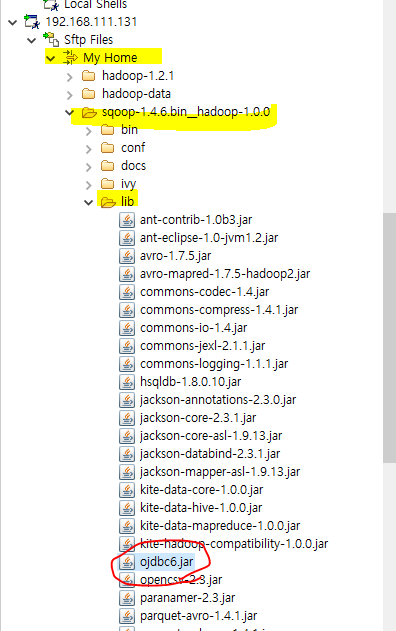 Local Shells
192.168.111.131
Sftp Files
My Home
hadoop-1.2.1
hadoop-data
sqoop-1.4.6.bin__hadoop-1.0.0
bin
conf
docs
ivy
lib
ant-contrib-1.0b3.jar
ant-eclipse-1.0-jvm1.2.jar
avro-1.7.5.jar
avro-mapred-1.7.5-hadoop2.jar
commons-codec-1.4.jar
commons-compress-1.4.1.jar
commons-io-1.4.jar
commons-jexl-2.1.1.jar
commons-logging-1.1.1.jar
hsqldb-1.8.0.10.jar
jackson-annotations-2.3.0.jar
jackson-core-2.3.1.jar
jackson-core-asl-1.9.13.jar
jackson-databind-2.3.1.jar
jackson-mapper-asl-1.9.13.jar
kite-data-core-1.0.0.jar
kite-data-hive-1.0.0.jar
kite-data-mapreduce-1.0.0.jar
kite-hadoop-compatibility-1.0.0.jar
ojdbc6.jar
opencsv-2.3.jar
paranamer-2.3.jar
parquet-avro-1.4.1.jar